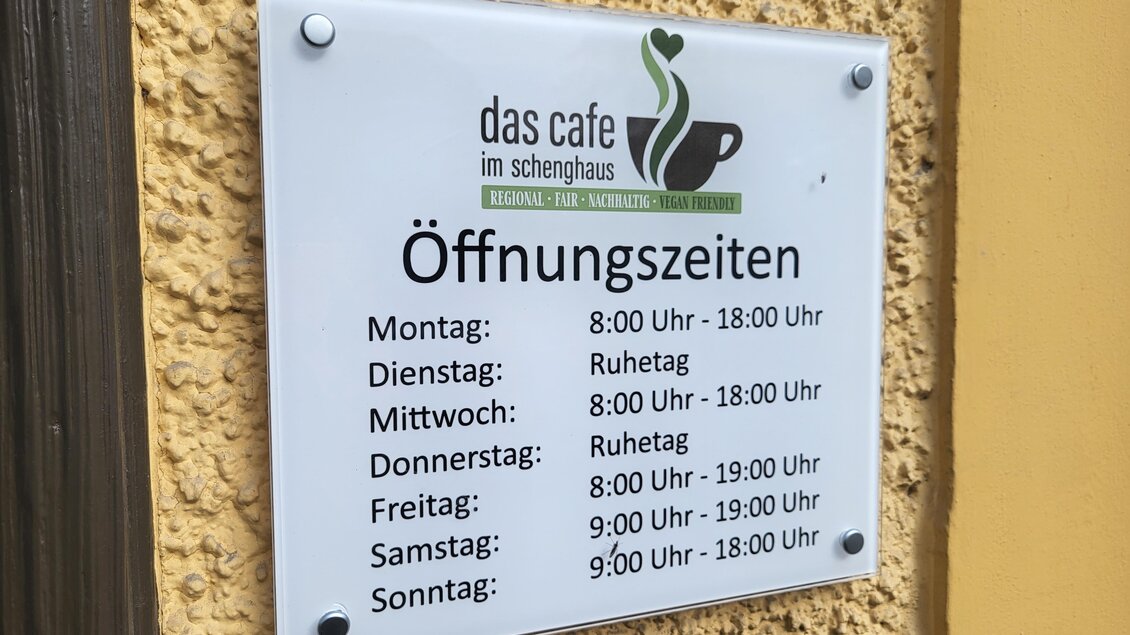 das cafe
im schenghaus
REGIONAL · FAIR · NACHHALTIG · VEGAN FRIENDLY
Öffnungszeiten
Montag: 8:00 Uhr - 18:00 Uhr
Dienstag: Ruhetag
Mittwoch: 8:00 Uhr - 18:00 Uhr
Donnerstag: Ruhetag
Freitag: 8:00 Uhr - 19:00 Uhr
Samstag: 9:00 Uhr - 19:00 Uhr
Sonntag: 9:00 Uhr - 18:00 Uhr